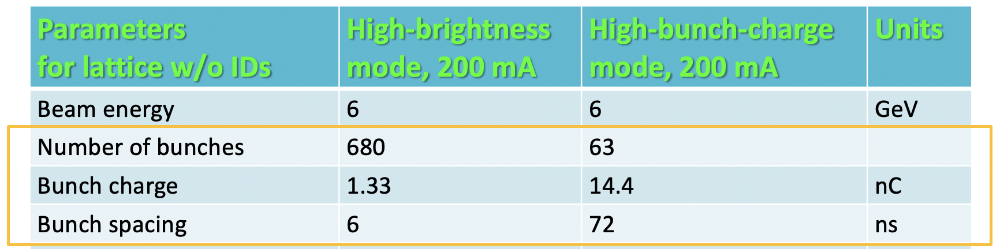 Parameters for lattice w/o IDs High-brightness mode, 200 mA High-bunch-charge mode, 200 mA Units
Beam energy 6 6 GeV
Number of bunches 680 63
Bunch charge 1.33 14.4 nC
Bunch spacing 6 72 ns